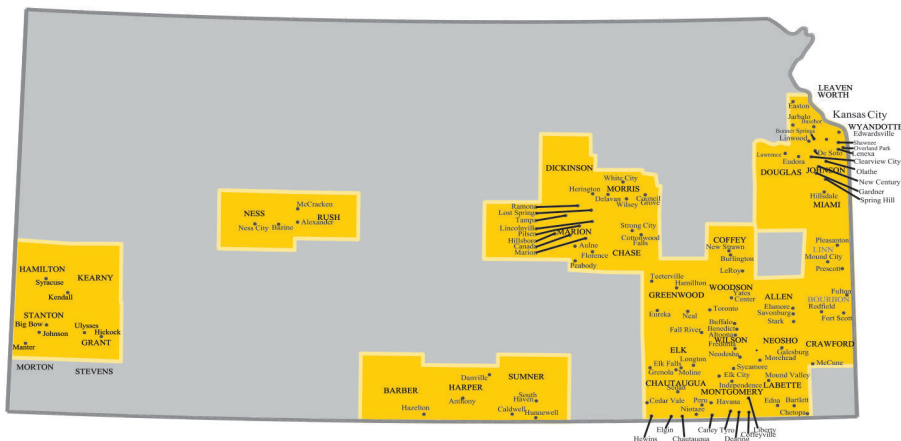 LEAVEN
WORTH
Easton
Jarbalo
Basehor
Kansas City
Bonner Springs
WYANDOTTE
Edwardsville
Linwood
Shawnee
Overland Park
Lenexa
Lawrence
De Soto
Eudora
Clearview City
DOUGLAS
JOHNSON
Olathe
New Century
Gardner
Spring Hill
Hillsdale
MIAMI
DICKINSON
White City
Herington
MORRIS
Delavan
Council
Grove
Wilsey
Ramona
Lost Spring
Tampa
Lincolnville
Pilsen
Hillsboro
Canada
Marion
MARION
Strong City
Cottonwood
Falls
Aulne
Florence
CHASE
Peabody
McCracken
NESS
RUSH
Ness City
Bazine
Alexander
HAMILTON
Syracuse
KEARNY
Kendall
STANTON
Big Bow
Johnson
Ulysses
Hickock
GRANT
Manter
MORTON
STEVENS
COFFEY
New Strawn
Burlington
LeRoy
Pleasanton
LINN
Mound City
Prescott
Teeterville
Hamilton
GREENWOOD
WOODSON
Yates
Center
Toronto
ALLEN
Elsmore
Savonburg
Stark
Fulton
BOURBON
Redfield
Fort Scott
Eureka
Neal
Fall River
Buffalo
Benedict
Altoona
WILSON
Fredonia
Neodesha
NEOSHO
Galesburg
Morehead
CRAWFORD
McCune
ELK
Longton
Elk Falls
Grenola
Moline
Sycamore
Elk City
Independence
Mound Valley
LABETTE
CHAUTAUQUA
Sedan
MONTGOMERY
Cedar Vale
Peru
Havana
Niotaze
Liberty
Edna
Bartlett
Chetopa
Hewins
Elgin
Chautauqua
Caney
Tyro
Dearing
Coffeyville
BARBER
HARPER
SUMNER
Danville
Anthony
Hazelton
South
Haven
Caldwell
Hunnewell